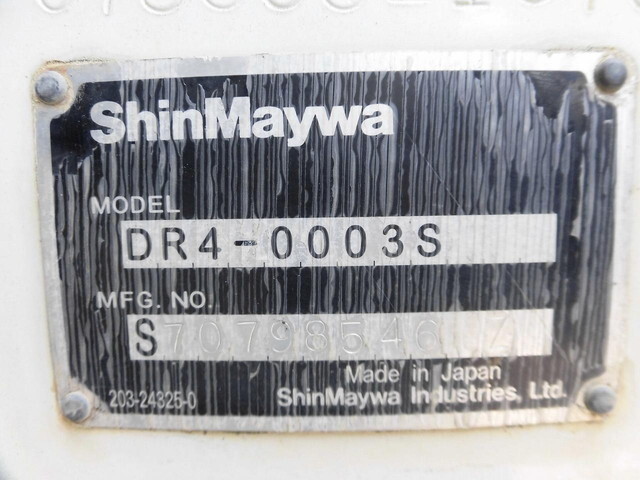 ShinMaywa
MODEL
DR4-0003S
MFG. NO.
S70798546 Z
Made in Japan
203-24325-0
ShinMaywa Industries, Ltd.